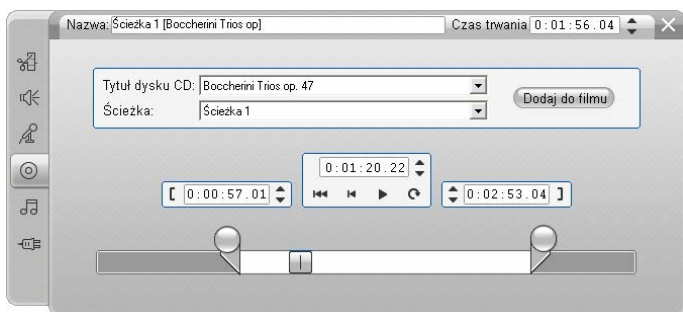 Nazwa: Ścieżka 1 [Boccherini Trios op] Czas trwania 0:01:56.04
Tytuł dysku CD: Boccherini Trios op. 47
Dodaj do filmu
Ścieżka: Ścieżka 1
0:01:20.22
[ 0:00:57.01
0:02:53.04 ]